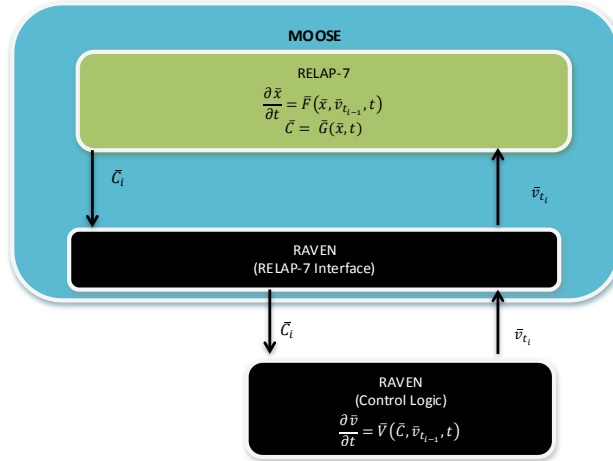 MOOSE
RELAP-7
∂x̄/∂t = F̄(x̄, v̄_{t_{i-1}}, t)
C̄ = Ḡ(x̄, t)
C̄_i v̄_{t_i}
RAVEN
(RELAP-7 Interface)
C̄_i v̄_{t_i}
RAVEN
(Control Logic)
∂v̄/∂t = V̄(C̄, v̄_{t_{i-1}}, t)